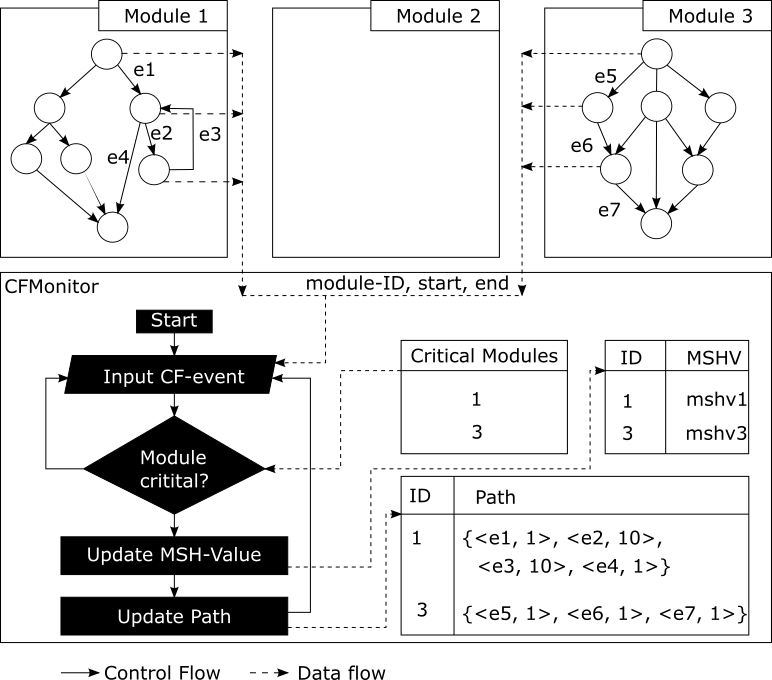 Module 1
Module 2
Module 3
e1
e2
e3
e4
e5
e6
e7
module-ID, start, end
CFMonitor
Start
Input CF-event
Module
critital?
Update MSH-Value
Update Path
Critical Modules
1
3
ID MSHV
1 mshv1
3 mshv3
ID Path
1 {<e1, 1>, <e2, 10>,
<e3, 10>, <e4, 1>}
3 {<e5, 1>, <e6, 1>, <e7, 1>}
Control Flow
Data flow